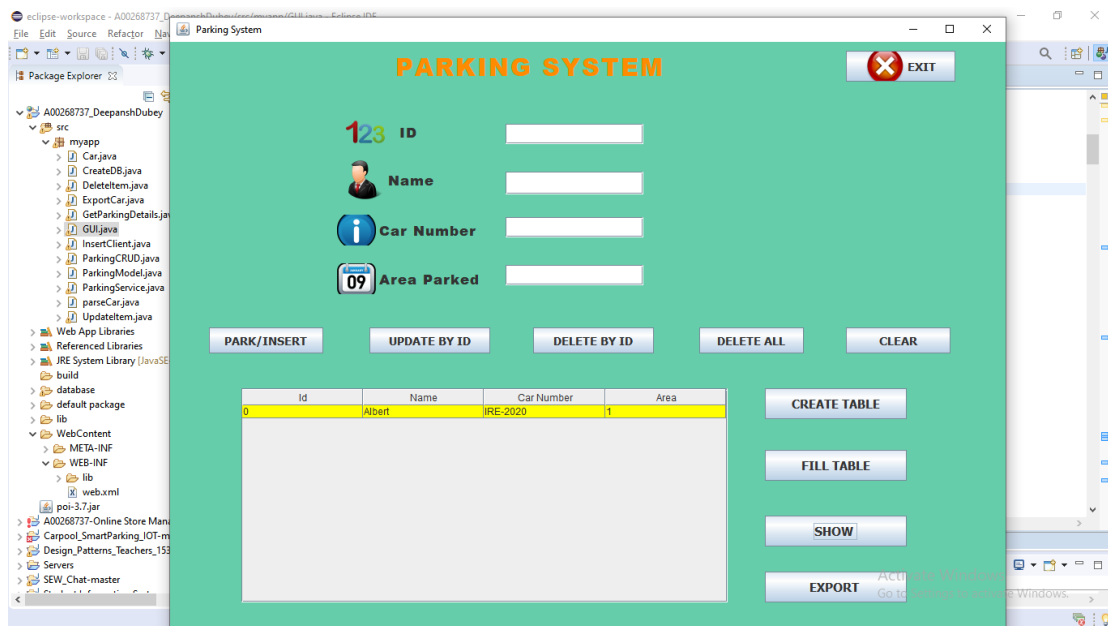 eclipse-workspace - A00268737_DeepanshDubey/src/myapp/GUI.java - Eclipse IDE
File Edit Source Refactor Nav
Package Explorer
A00268737_DeepanshDubey
src
myapp
Car.java
CreateDB.java
DeleteItem.java
ExportCar.java
GetParkingDetails.jav
GUI.java
InsertClient.java
ParkingCRUD.java
ParkingModel.java
ParkingService.java
parseCar.java
UpdateItem.java
Web App Libraries
Referenced Libraries
JRE System Library [JavaSE
build
database
default package
lib
WebContent
META-INF
WEB-INF
lib
web.xml
poi-3.7.jar
A00268737-Online Store Mana
Carpool_SmartParking_IOT-m
Design_Patterns_Teachers_153
Servers
SEW_Chat-master
Parking System
PARKING SYSTEM
EXIT
123 ID
Name
i Car Number
09 Area Parked
PARK/INSERT UPDATE BY ID DELETE BY ID DELETE ALL CLEAR
Id Name Car Number Area
0 Albert IRE-2020 1
CREATE TABLE
FILL TABLE
SHOW
EXPORT
Activate Windows
Go to Settings to activate Windows.